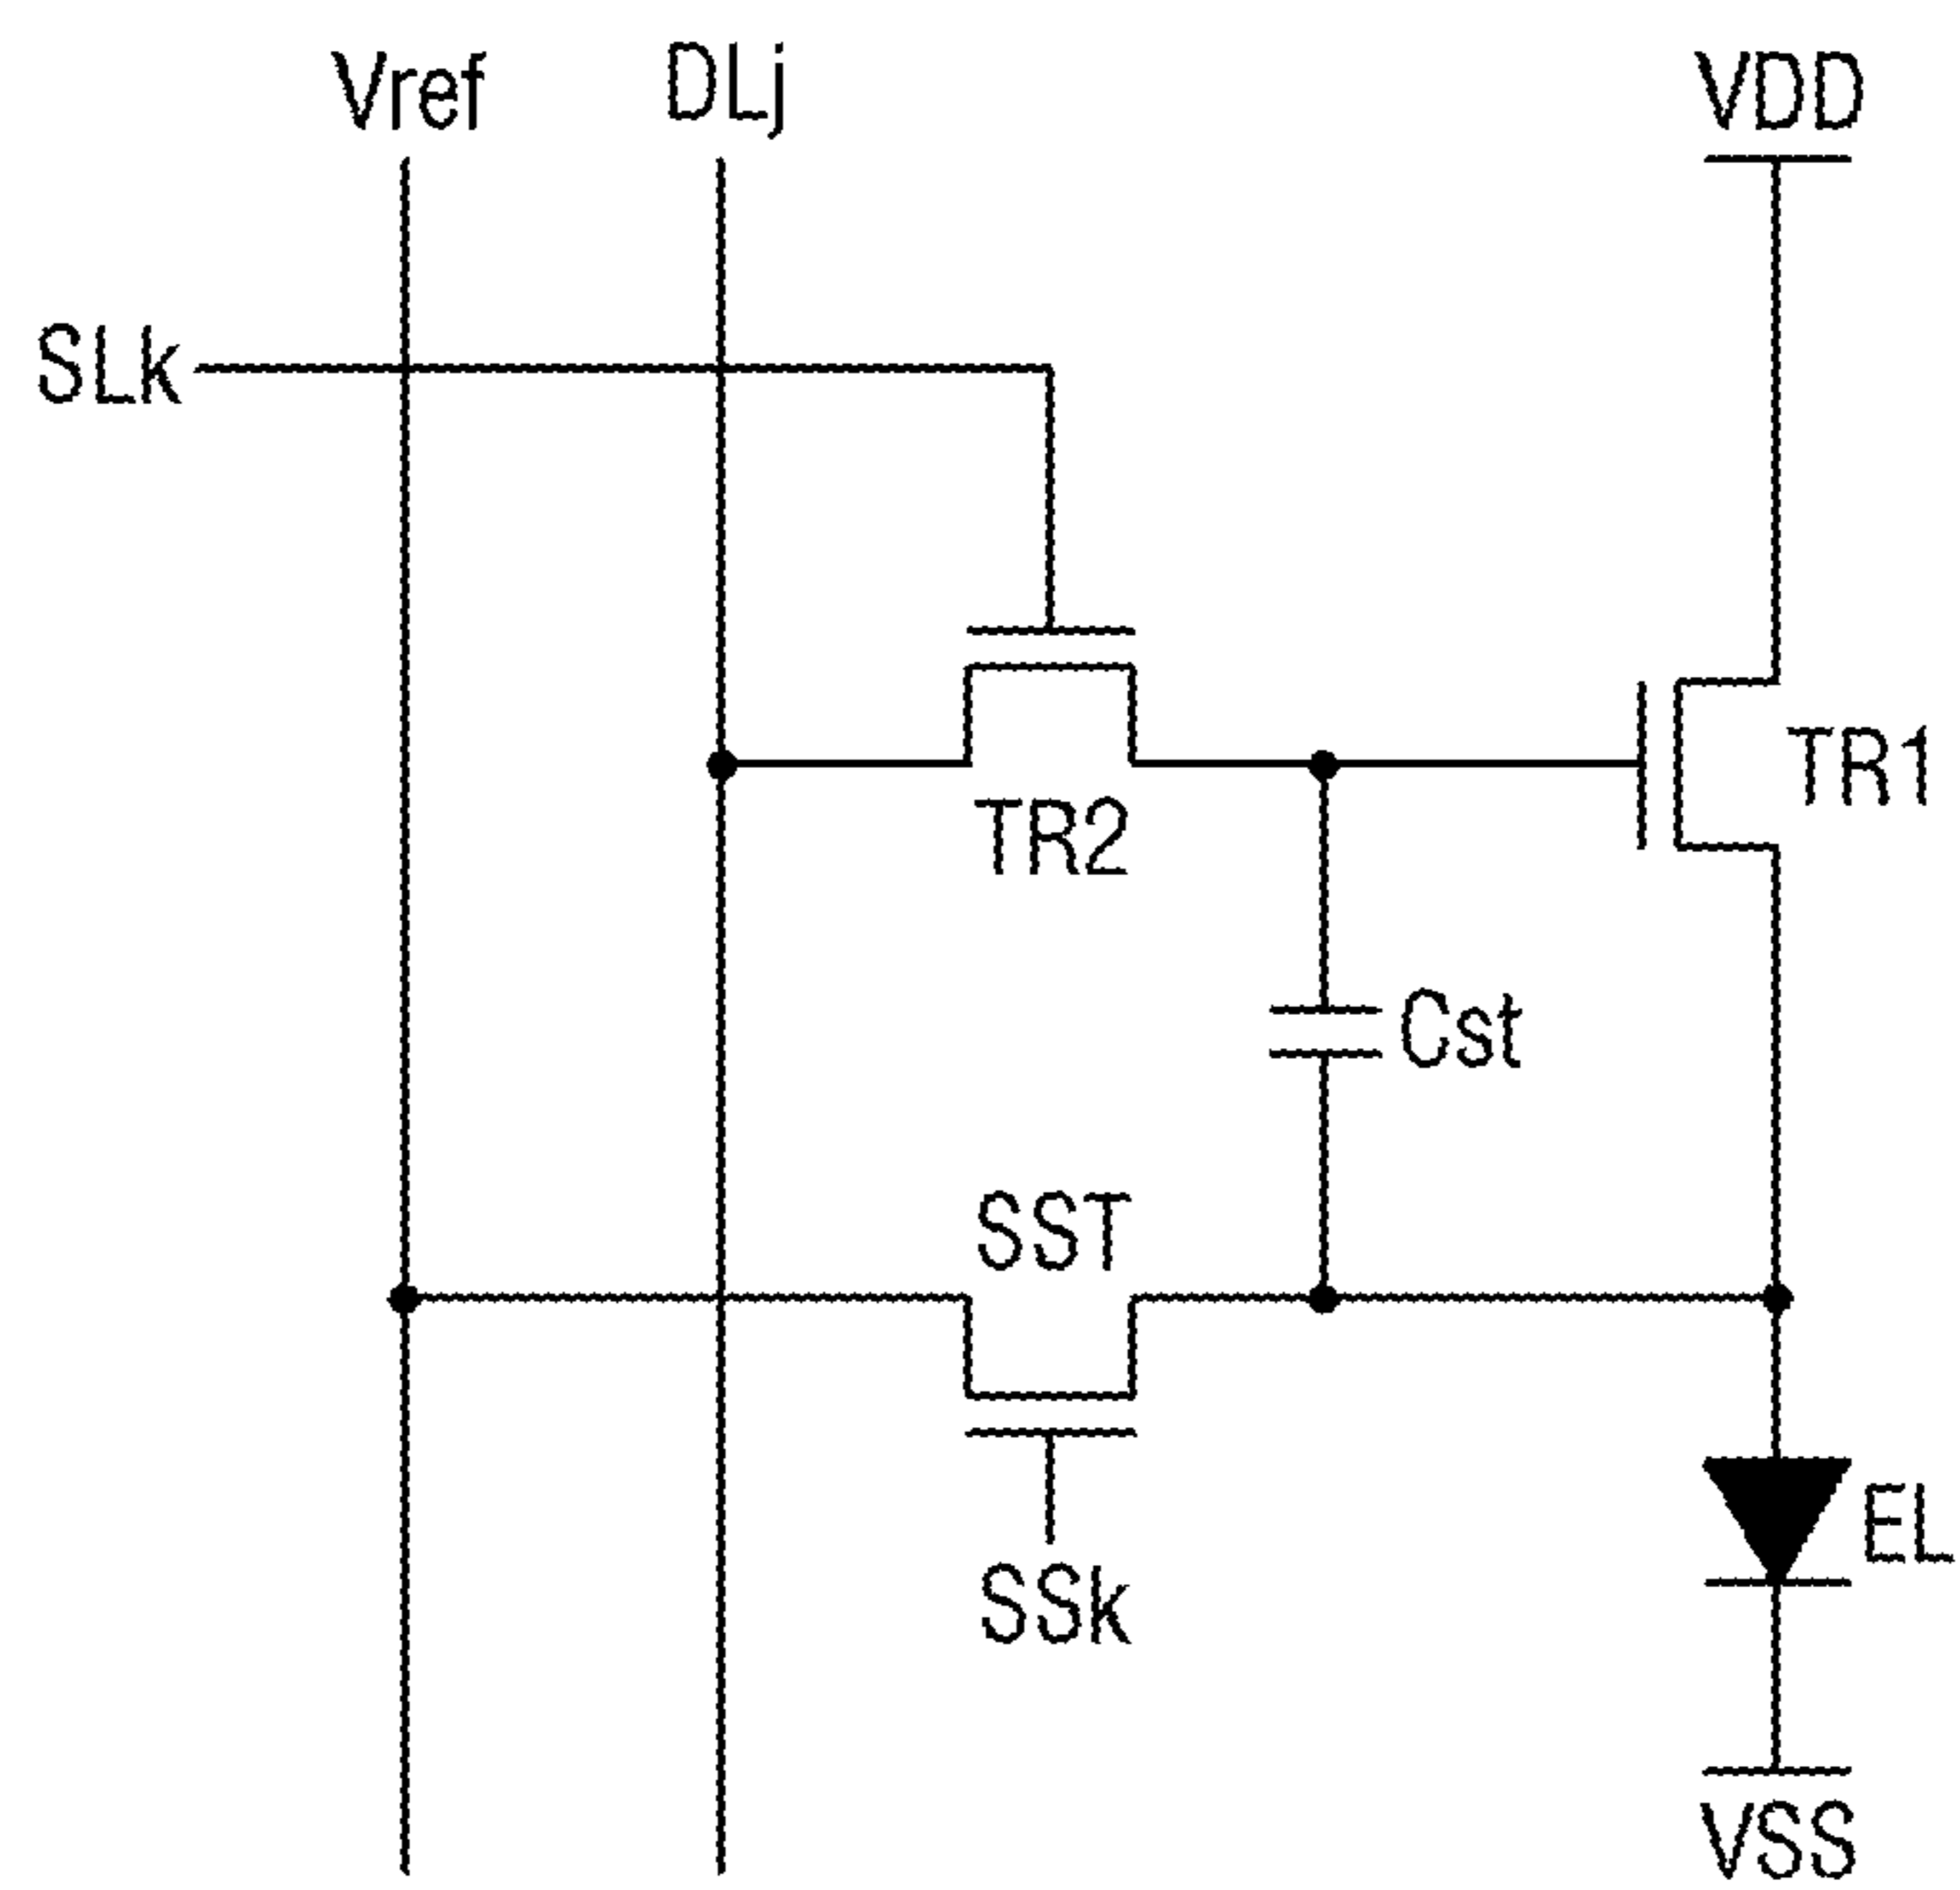 Vref
DLj
VDD
SLk
TR1
TR2
Cst
SST
EL
SSk
VSS